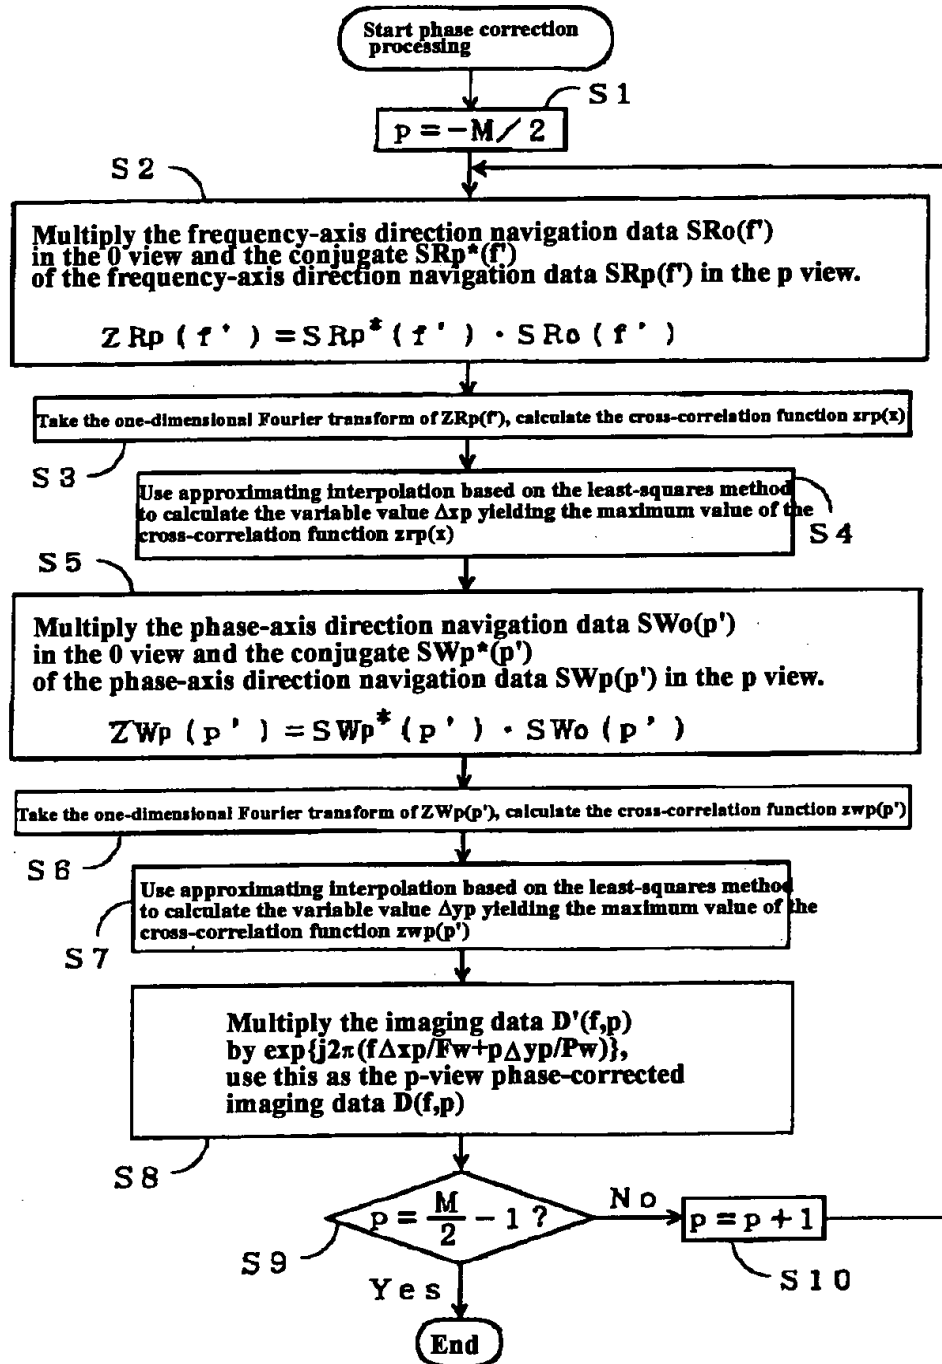 Start phase correction
processing
S1
p=-M/2
S2
Multiply the frequency-axis direction navigation data SRo(f')
in the 0 view and the conjugate SRp*(f')
of the frequency-axis direction navigation data SRp(f') in the p view.
ZRp(f')=SRp*(f')·SRo(f')
Take the one-dimensional Fourier transform of ZRp(f'), calculate the cross-correlation function zrp(x)
S3
Use approximating interpolation based on the least-squares method
to calculate the variable value Δxp yielding the maximum value of the
cross-correlation function zrp(x)
S4
S5
Multiply the phase-axis direction navigation data SWo(p')
in the 0 view and the conjugate SWp*(p')
of the phase-axis direction navigation data SWp(p') in the p view.
ZWp(p')=SWp*(p')·SWo(p')
Take the one-dimensional Fourier transform of ZWp(p'), calculate the cross-correlation function zwp(p')
S6
Use approximating interpolation based on the least-squares method
to calculate the variable value Δyp yielding the maximum value of the
cross-correlation function zwp(p')
S7
Multiply the imaging data D'(f,p)
by exp{j2π(fΔxp/Fw+pΔyp/Pw)},
use this as the p-view phase-corrected
imaging data D(f,p)
S8
p=M/2-1?
No
p=p+1
S9
S10
Yes
End